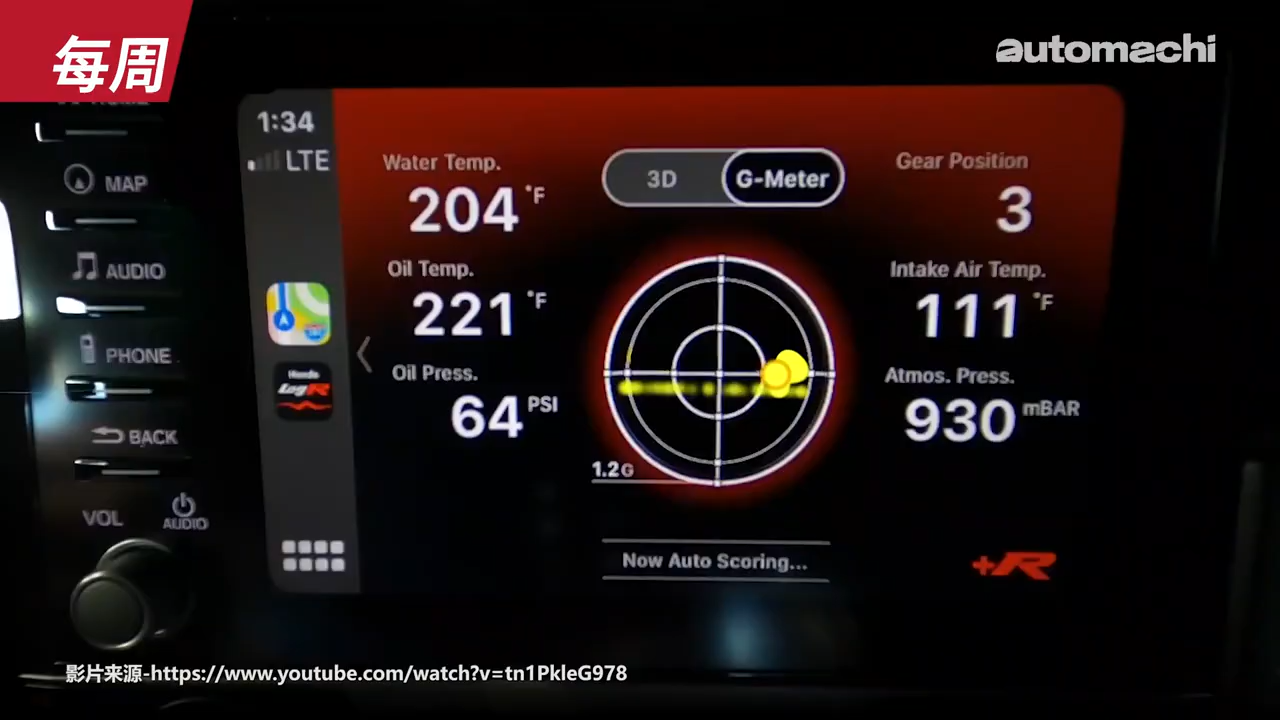 每周
automachi
1:34
LTE
MAP
AUDIO
PHONE
BACK
VOL
AUDIO
Water Temp.
204 °F
Oil Temp.
221 °F
Oil Press.
64 PSI
3D
G-Meter
1.2G
Now Auto Scoring...
Gear Position
3
Intake Air Temp.
111 °F
Atmos. Press.
930 mBAR
Honda
LogR
+R
影片来源-https://www.youtube.com/watch?v=tn1PkleG978